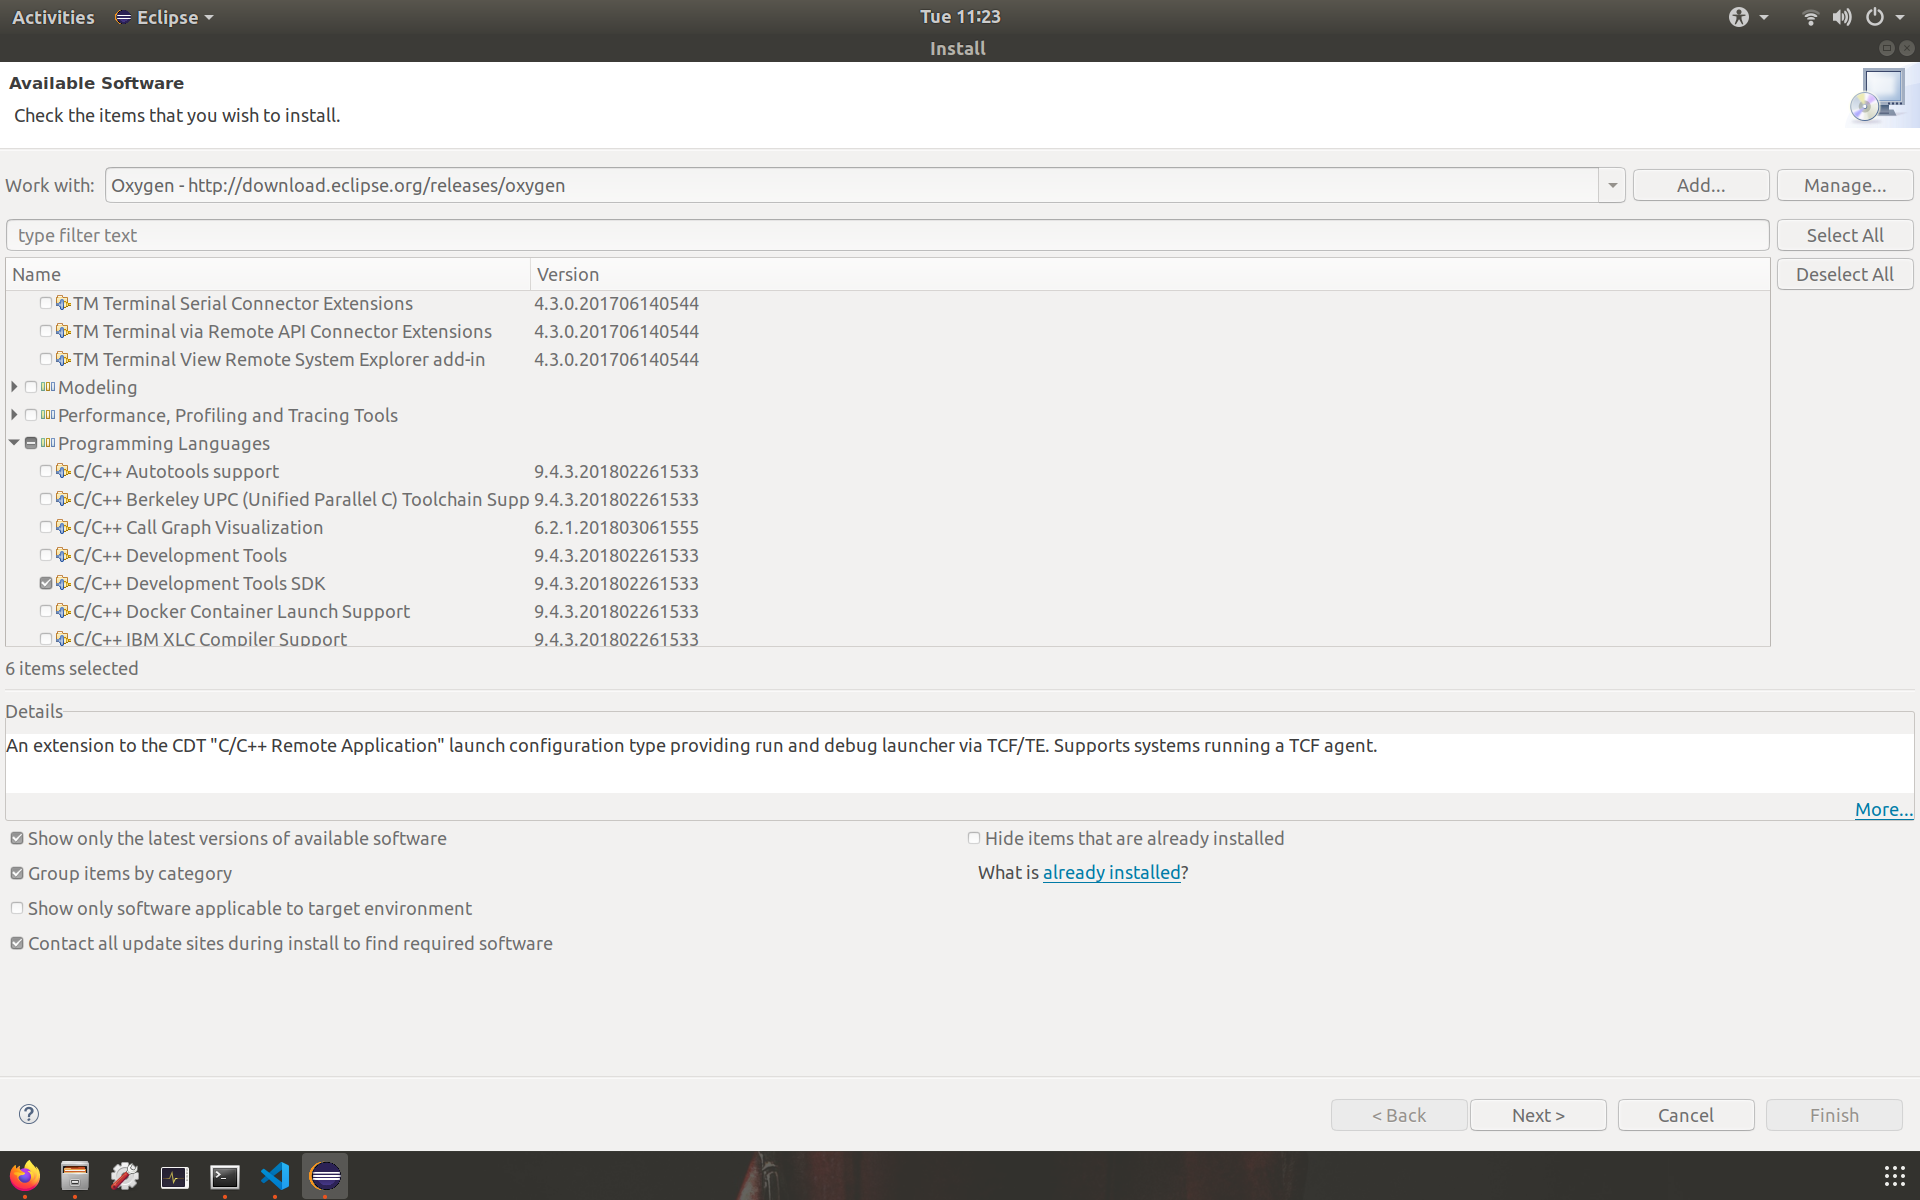 Activities Eclipse Tue 11:23
Install
Available Software
Check the items that you wish to install.
Work with: Oxygen - http://download.eclipse.org/releases/oxygen Add... Manage...
type filter text Select All
Name Version Deselect All
TM Terminal Serial Connector Extensions 4.3.0.201706140544
TM Terminal via Remote API Connector Extensions 4.3.0.201706140544
TM Terminal View Remote System Explorer add-in 4.3.0.201706140544
Modeling
Performance, Profiling and Tracing Tools
Programming Languages
C/C++ Autotools support 9.4.3.201802261533
C/C++ Berkeley UPC (Unified Parallel C) Toolchain Supp 9.4.3.201802261533
C/C++ Call Graph Visualization 6.2.1.201803061555
C/C++ Development Tools 9.4.3.201802261533
C/C++ Development Tools SDK 9.4.3.201802261533
C/C++ Docker Container Launch Support 9.4.3.201802261533
C/C++ IBM XLC Compiler Support 9.4.3.201802261533
6 items selected
Details
An extension to the CDT "C/C++ Remote Application" launch configuration type providing run and debug launcher via TCF/TE. Supports systems running a TCF agent.
More...
Show only the latest versions of available software Hide items that are already installed
Group items by category What is already installed?
Show only software applicable to target environment
Contact all update sites during install to find required software
? < Back Next > Cancel Finish